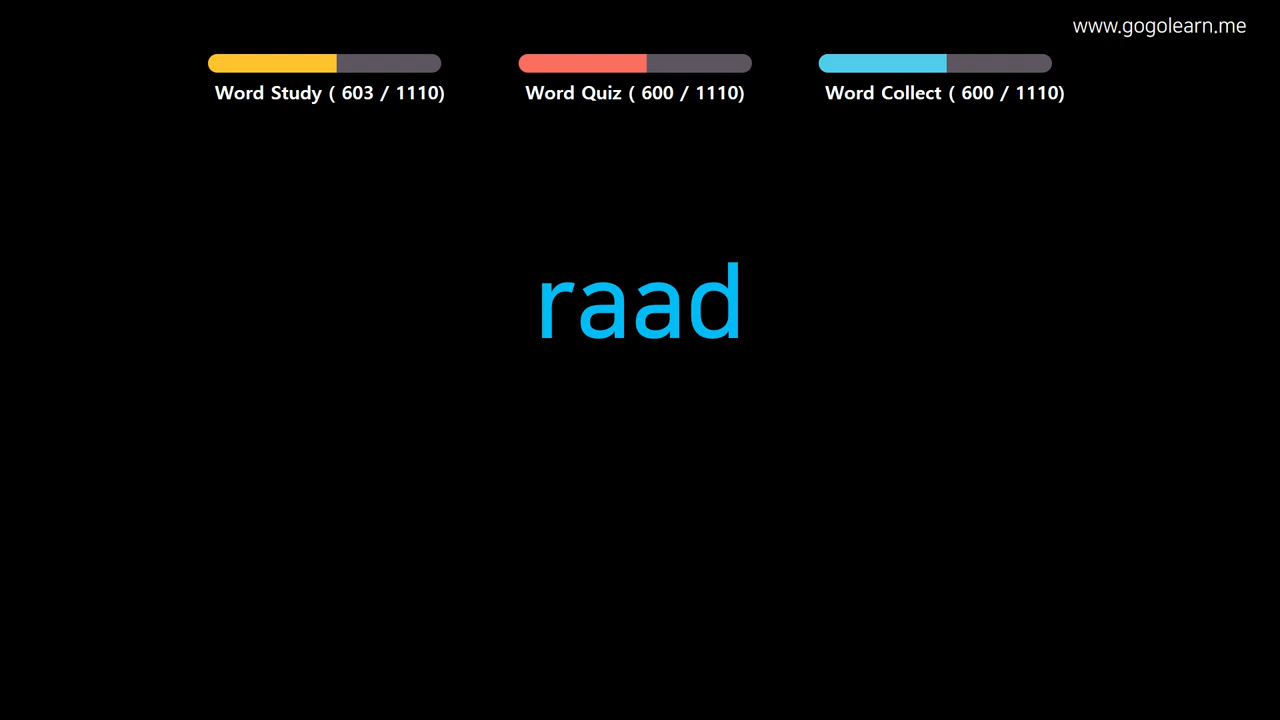 www.gogolearn.me
Word Study ( 603 / 1110)
Word Quiz ( 600 / 1110)
Word Collect ( 600 / 1110)
raad